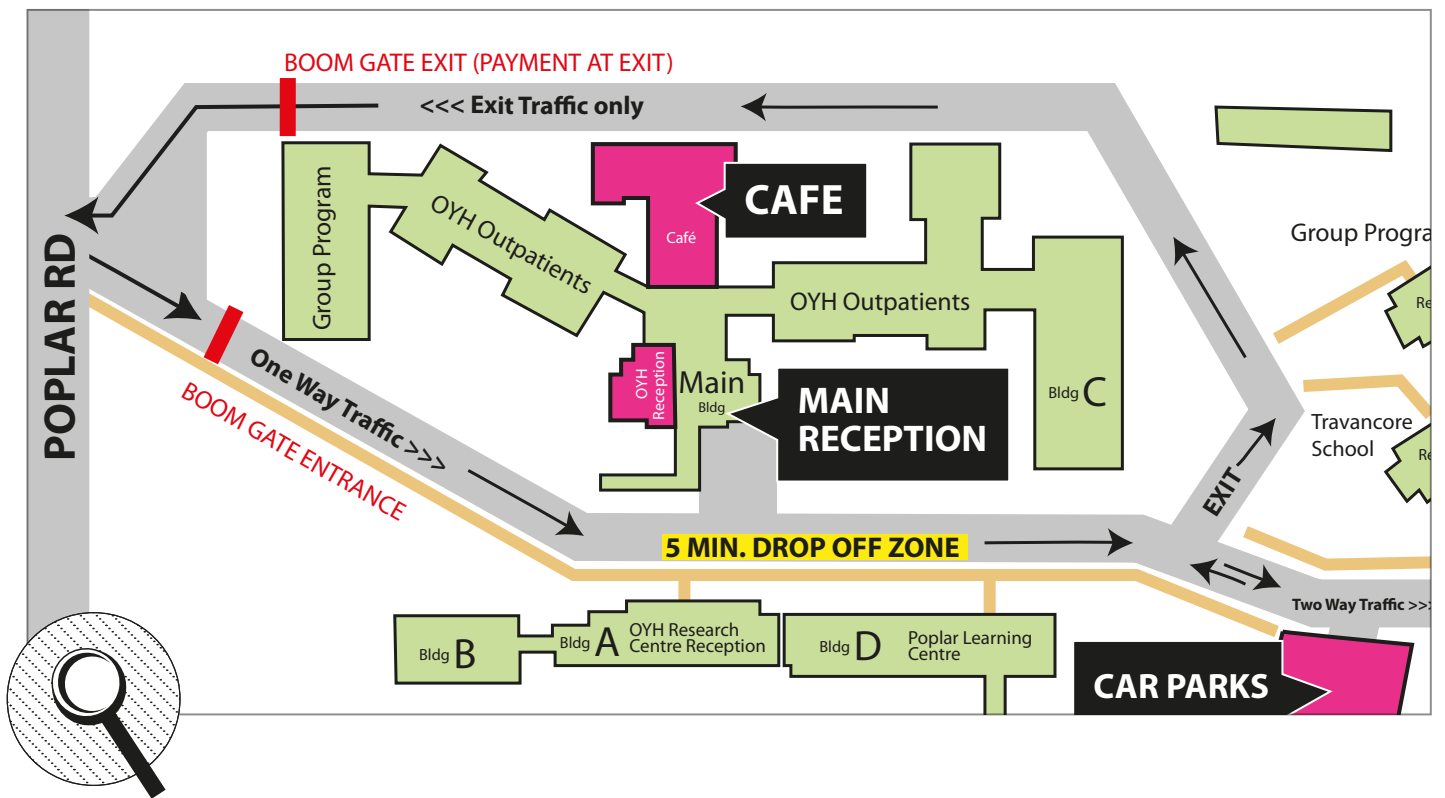 BOOM GATE EXIT (PAYMENT AT EXIT)
<<< Exit Traffic only
POPLAR RD
Group Program
OYH Outpatients
Café
CAFE
OYH Outpatients
Group Progra
Re
OYH
Reception
Main
Bldg
MAIN
RECEPTION
Bldg C
Travancore
School
Re
One Way Traffic >>>
BOOM GATE ENTRANCE
EXIT
5 MIN. DROP OFF ZONE
Two Way Traffic >>>
Bldg B
Bldg A
OYH Research
Centre Reception
Bldg D
Poplar Learning
Centre
CAR PARKS